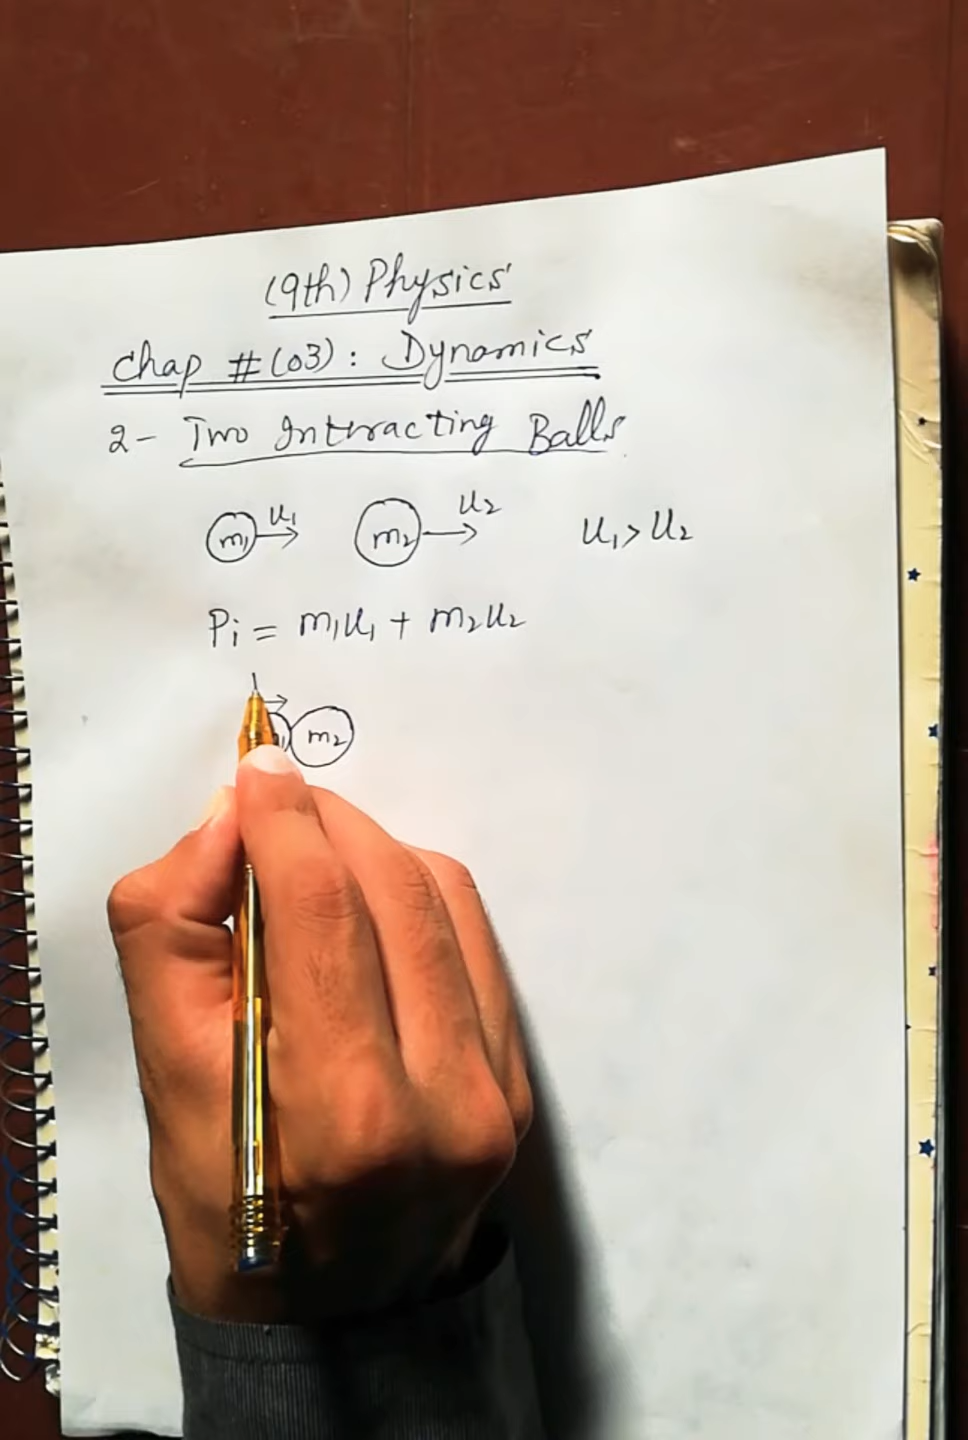 (9th) Physics
Chap #(03): Dynamics
2- Two Interacting Balls
m₁ u₁ m₂ u₂ u₁ > u₂
Pi = m₁u₁ + m₂u₂
m₂